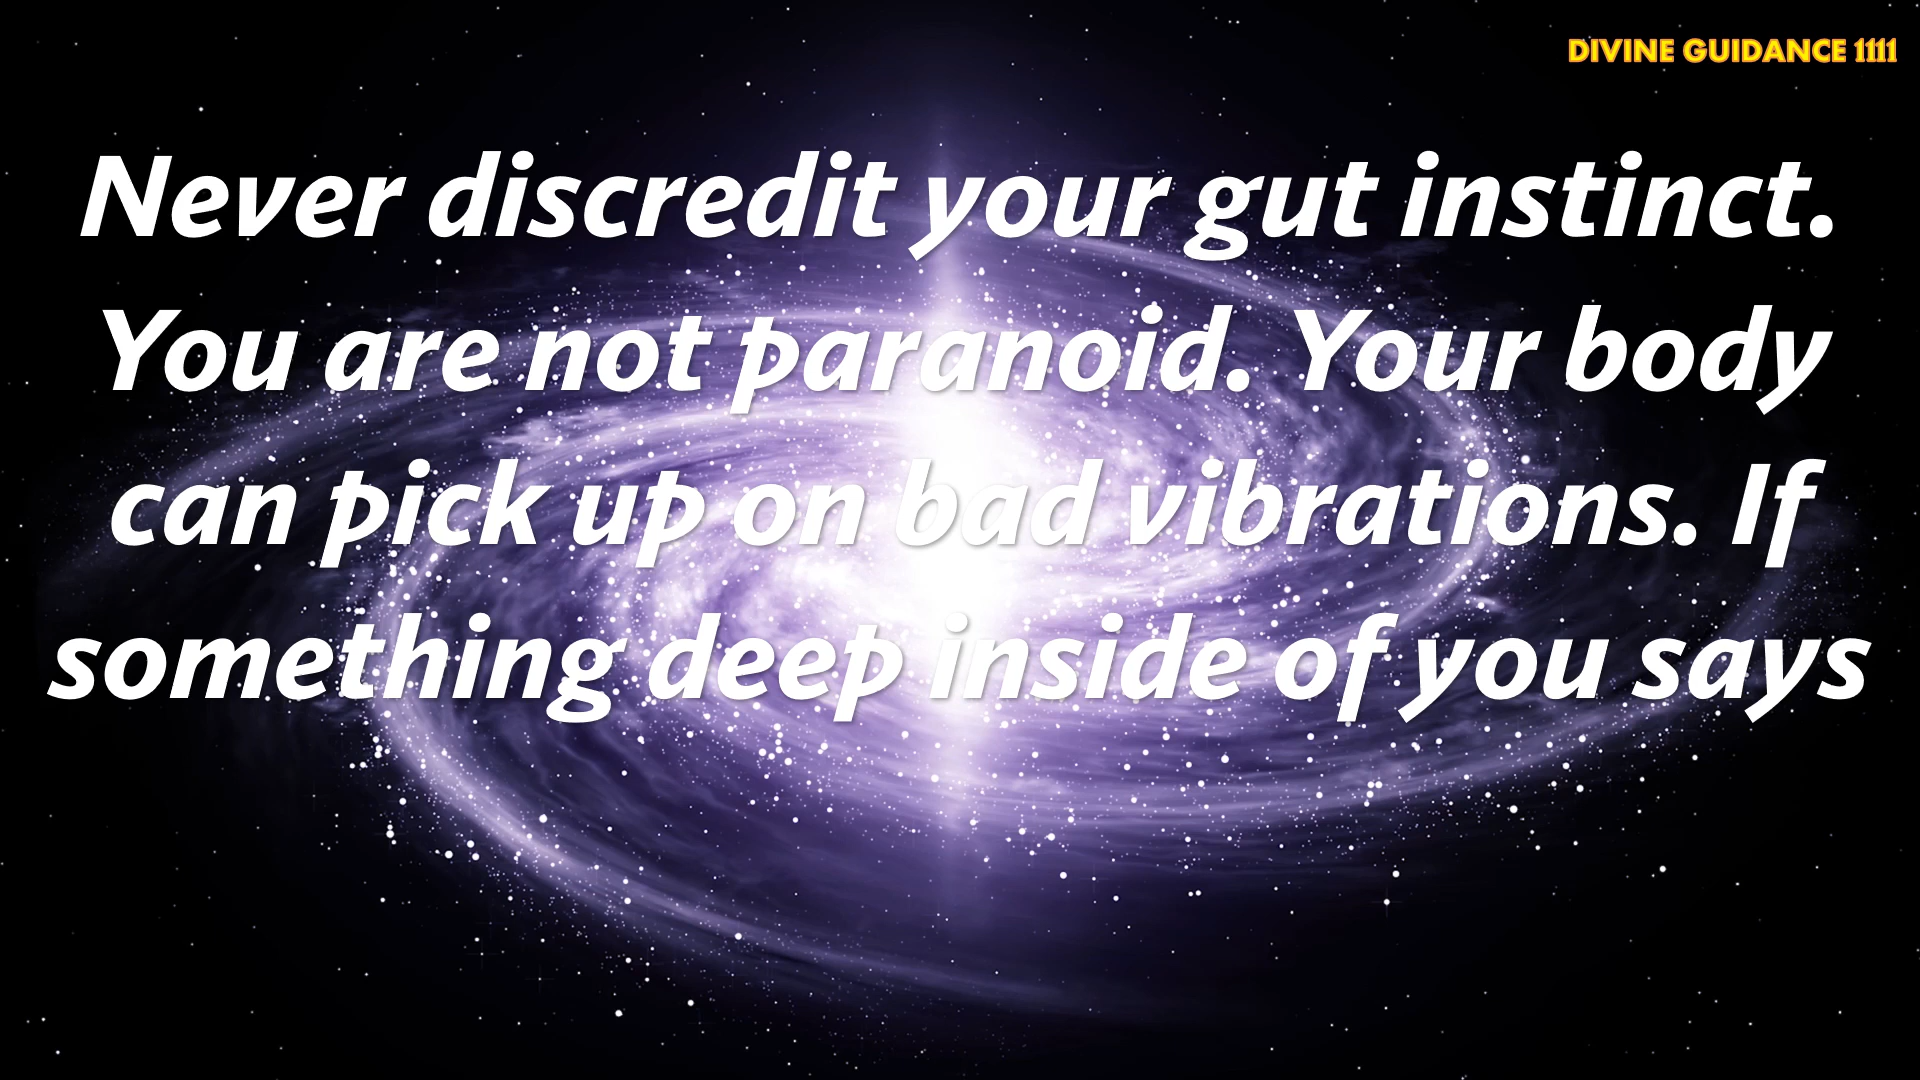 DIVINE GUIDANCE 1111
Never discredit your gut instinct.
You are not paranoid. Your body
can pick up on bad vibrations. If
something deep inside of you says